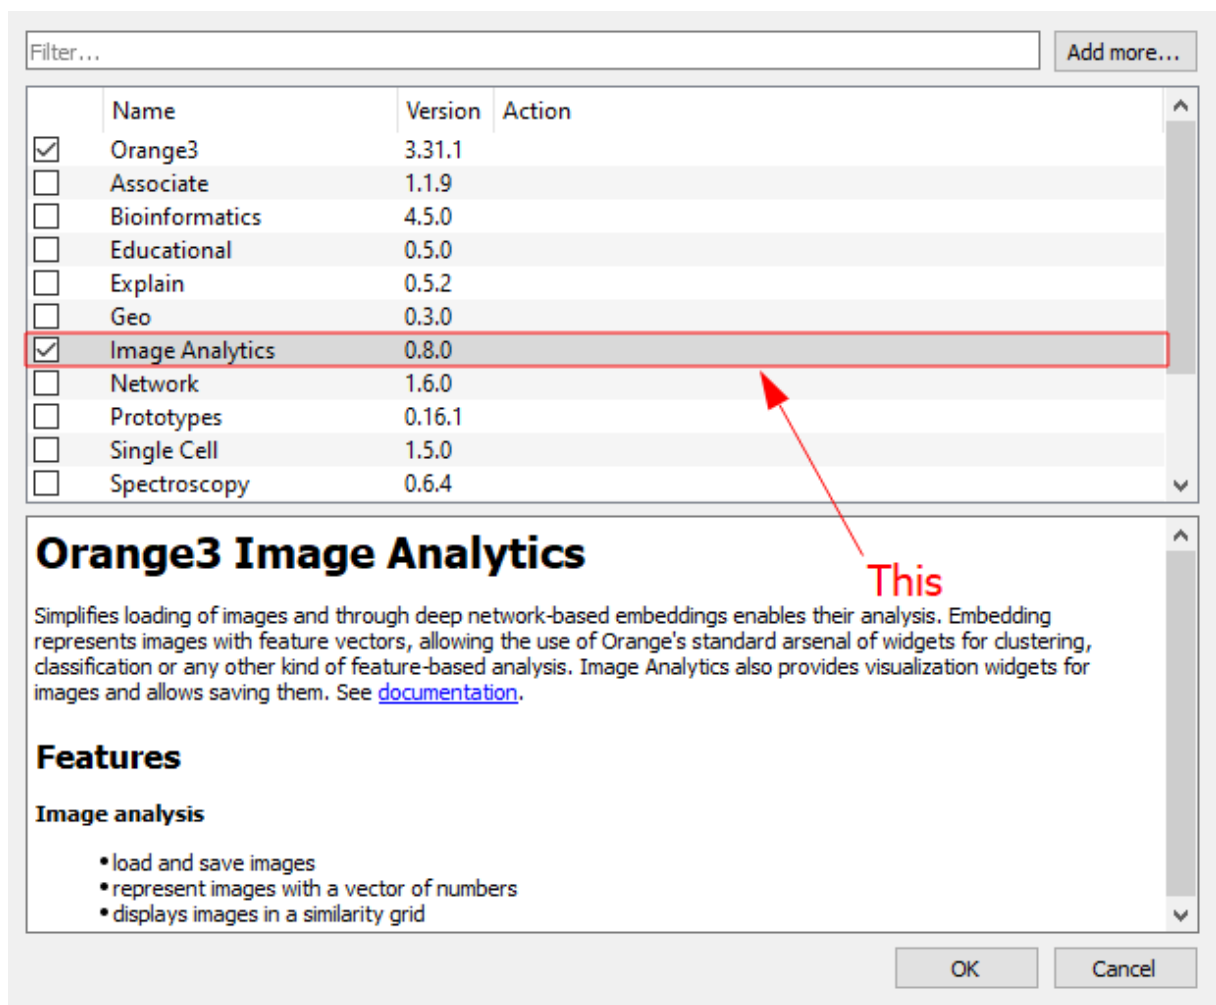 Filter...
Add more...
Name Version Action
Orange3 3.31.1
Associate 1.1.9
Bioinformatics 4.5.0
Educational 0.5.0
Explain 0.5.2
Geo 0.3.0
Image Analytics 0.8.0
Network 1.6.0
Prototypes 0.16.1
Single Cell 1.5.0
Spectroscopy 0.6.4
This
Orange3 Image Analytics
Simplifies loading of images and through deep network-based embeddings enables their analysis. Embedding
represents images with feature vectors, allowing the use of Orange's standard arsenal of widgets for clustering,
classification or any other kind of feature-based analysis. Image Analytics also provides visualization widgets for
images and allows saving them. See documentation.
Features
Image analysis
• load and save images
• represent images with a vector of numbers
• displays images in a similarity grid
OK
Cancel